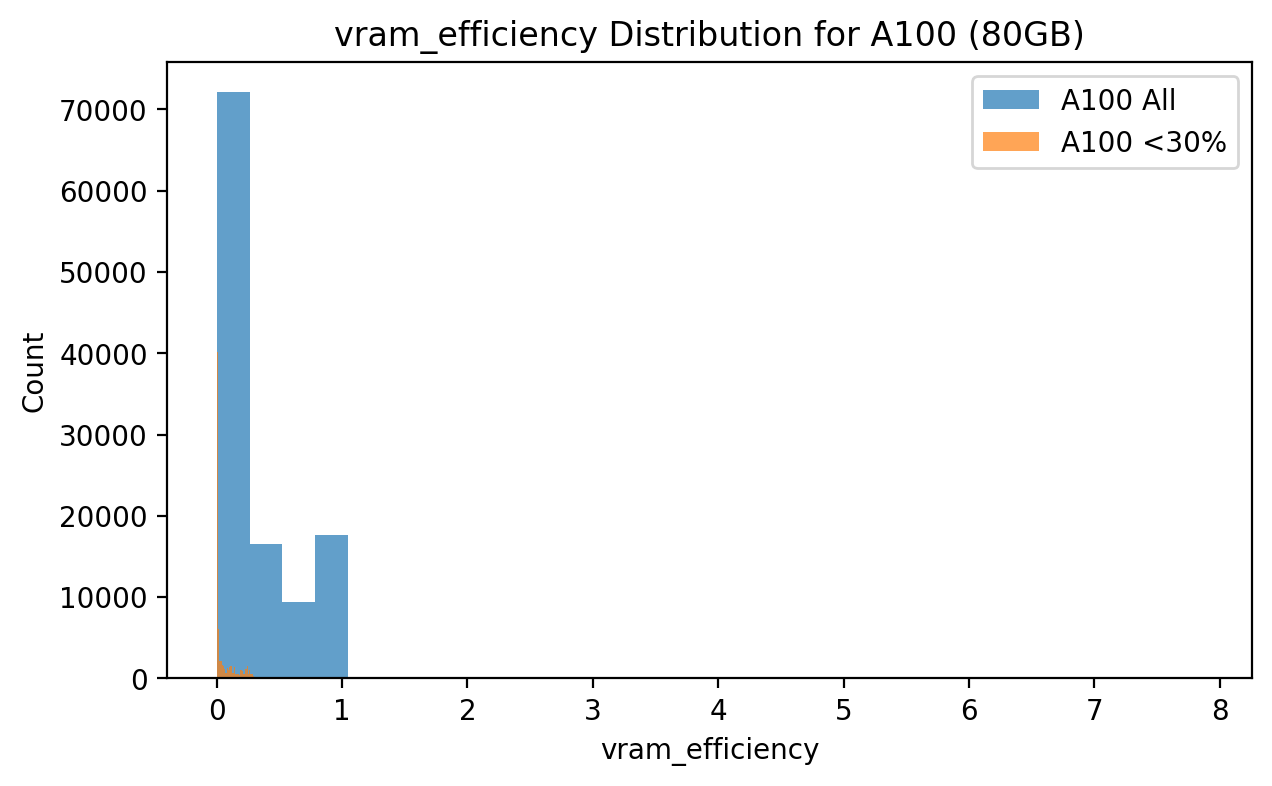 vram_efficiency Distribution for A100 (80GB)
A100 All
A100 <30%
70000
60000
50000
40000
30000
20000
10000
0
Count
0 1 2 3 4 5 6 7 8
vram_efficiency